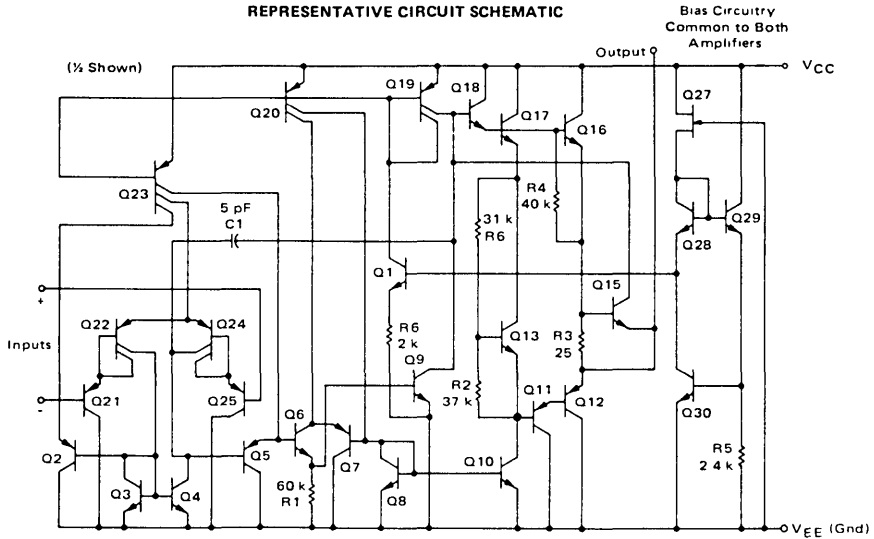 REPRESENTATIVE CIRCUIT SCHEMATIC
Bias Circuitry
Common to Both
Amplifiers
(½ Shown)
Output
VCC
Q19
Q18
Q27
Q20
Q17
Q16
Q23
R4
40 k
31 k
R6
Q28
Q29
5 pF
C1
Q1
Q15
+
Q22
Q24
R6
2 k
Q13
R3
25
Inputs
Q9
-
Q21
Q25
R2
37 k
Q11
Q12
Q30
Q6
Q2
Q5
Q7
Q10
R5
2 4 k
Q3
Q4
60 k
R1
Q8
VEE (Gnd)